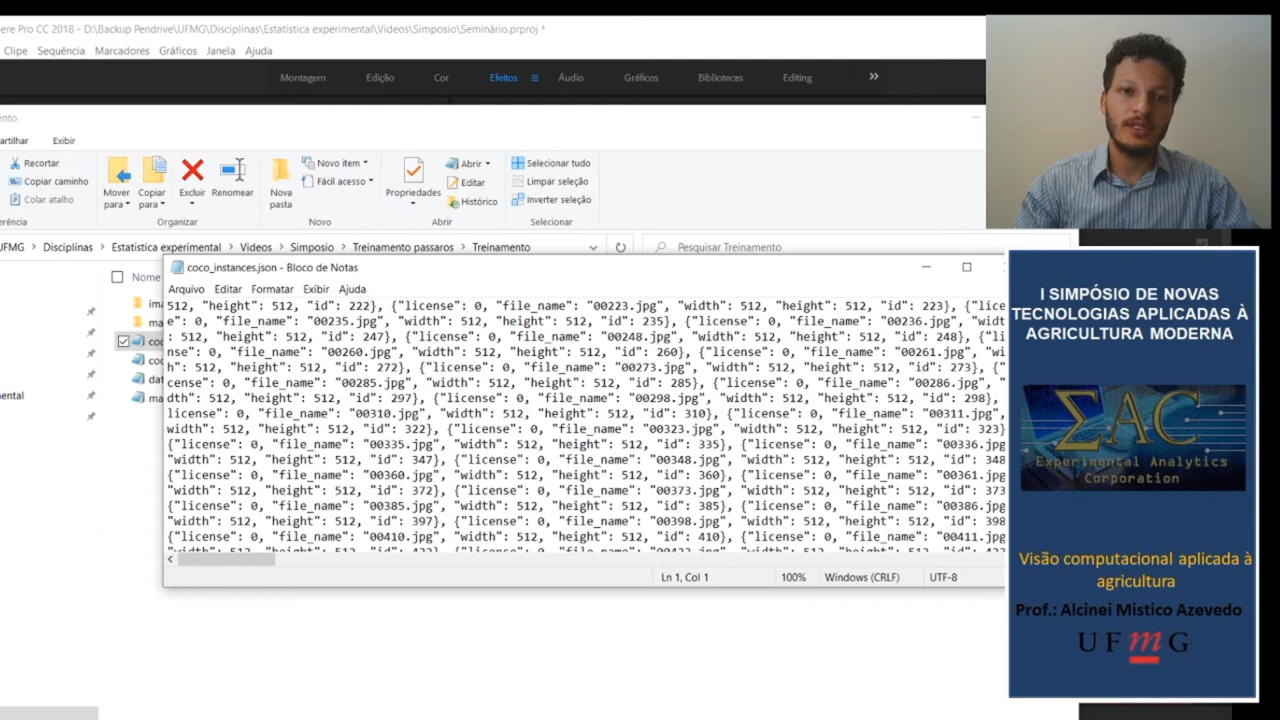 ere Pro CC 2018 - D:\Backup Pendrive\UFMG\Disciplinas\Estatistica experimental\Videos\Simposio\Seminário.prproj *
Clipe Sequência Marcadores Gráficos Janela Ajuda
Montagem Edição Cor Efeitos Áudio Gráficos Bibliotecas Editing
ento
artilhar Exibir
Recortar
Copiar caminho
Colar atalho
Mover para
Copiar para
Excluir
Renomear
Nova pasta
Novo item
Fácil acesso
Propriedades
Abrir
Editar
Histórico
Selecionar tudo
Limpar seleção
Inverter seleção
erência Organizar Novo Abrir Selecionar
UFMG > Disciplinas > Estatistica experimental > Videos > Simposio > Treinamento passaros > Treinamento
Pesquisar Treinamento
Nome
ima
ma
coc
coc
dat
ma
ental
coco_instances.json - Bloco de Notas
Arquivo Editar Formatar Exibir Ajuda
512, "height": 512, "id": 222}, {"license": 0, "file_name": "00223.jpg", "width": 512, "height": 512, "id": 223}, {"lice
e": 0, "file_name": "00235.jpg", "width": 512, "height": 512, "id": 235}, {"license": 0, "file_name": "00236.jpg", "widt
: 512, "height": 512, "id": 247}, {"license": 0, "file_name": "00248.jpg", "width": 512, "height": 512, "id": 248}, {"li
nse": 0, "file_name": "00260.jpg", "width": 512, "height": 512, "id": 260}, {"license": 0, "file_name": "00261.jpg", "wi
h": 512, "height": 512, "id": 272}, {"license": 0, "file_name": "00273.jpg", "width": 512, "height": 512, "id": 273}, {"
cense": 0, "file_name": "00285.jpg", "width": 512, "height": 512, "id": 285}, {"license": 0, "file_name": "00286.jpg", "
dth": 512, "height": 512, "id": 297}, {"license": 0, "file_name": "00298.jpg", "width": 512, "height": 512, "id": 298},
license": 0, "file_name": "00310.jpg", "width": 512, "height": 512, "id": 310}, {"license": 0, "file_name": "00311.jpg",
width": 512, "height": 512, "id": 322}, {"license": 0, "file_name": "00323.jpg", "width": 512, "height": 512, "id": 323}
{"license": 0, "file_name": "00335.jpg", "width": 512, "height": 512, "id": 335}, {"license": 0, "file_name": "00336.jpg
"width": 512, "height": 512, "id": 347}, {"license": 0, "file_name": "00348.jpg", "width": 512, "height": 512, "id": 348
{"license": 0, "file_name": "00360.jpg", "width": 512, "height": 512, "id": 360}, {"license": 0, "file_name": "00361.jpg
"width": 512, "height": 512, "id": 372}, {"license": 0, "file_name": "00373.jpg", "width": 512, "height": 512, "id": 373
{"license": 0, "file_name": "00385.jpg", "width": 512, "height": 512, "id": 385}, {"license": 0, "file_name": "00386.jpg
"width": 512, "height": 512, "id": 397}, {"license": 0, "file_name": "00398.jpg", "width": 512, "height": 512, "id": 398
{"license": 0, "file_name": "00410.jpg", "width": 512, "height": 512, "id": 410}, {"license": 0, "file_name": "00411.jpg
Ln 1, Col 1 100% Windows (CRLF) UTF-8
I SIMPÓSIO DE NOVAS
TECNOLOGIAS APLICADAS À
AGRICULTURA MODERNA
ΣAC
Experimental Analytics
Corporation
Visão computacional aplicada à
agricultura
Prof.: Alcinei Mistico Azevedo
UFmG